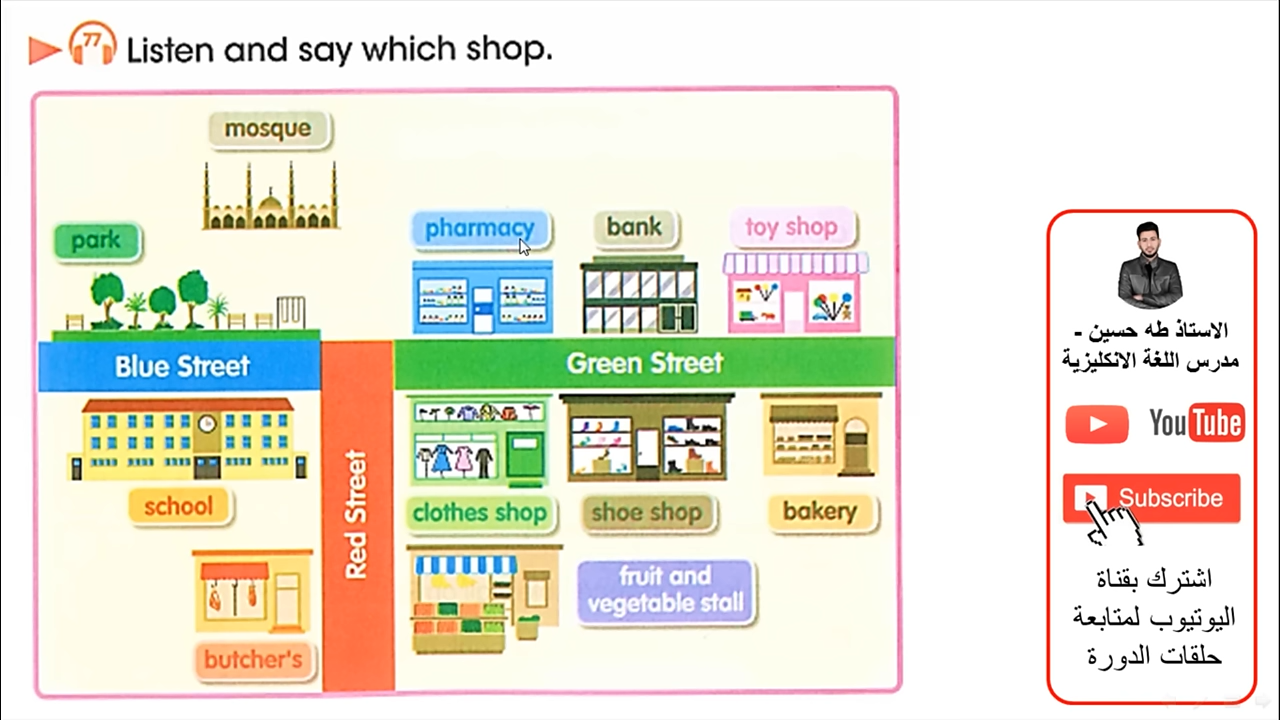 77
Listen and say which shop.
mosque
park
pharmacy
bank
toy shop
Blue Street
Green Street
Red Street
school
clothes shop
shoe shop
bakery
fruit and
vegetable stall
butcher's
الاستاذ طه حسين -
مدرس اللغة الانكليزية
YouTube
Subscribe
اشترك بقناة
اليوتيوب لمتابعة
حلقات الدورة